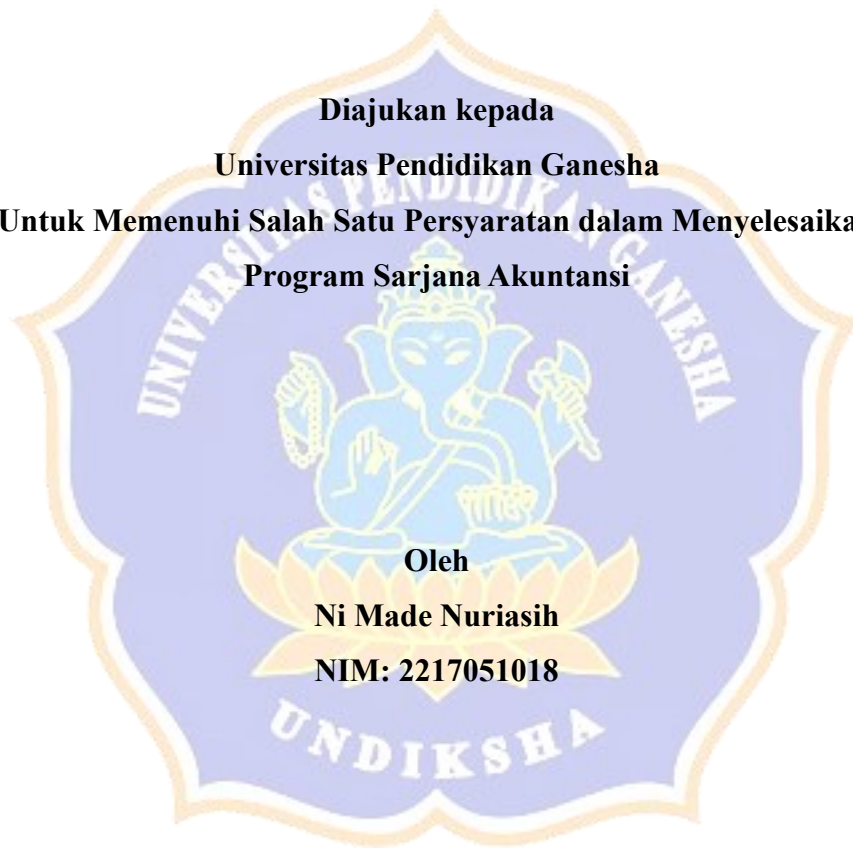 Diajukan kepada
Universitas Pendidikan Ganesha
Untuk Memenuhi Salah Satu Persyaratan dalam Menyelesaika
Program Sarjana Akuntansi
UNIVERSITAS PENDIDIKAN GANESHA
Oleh
Ni Made Nuriasih
NIM: 2217051018
UNDIKSHA